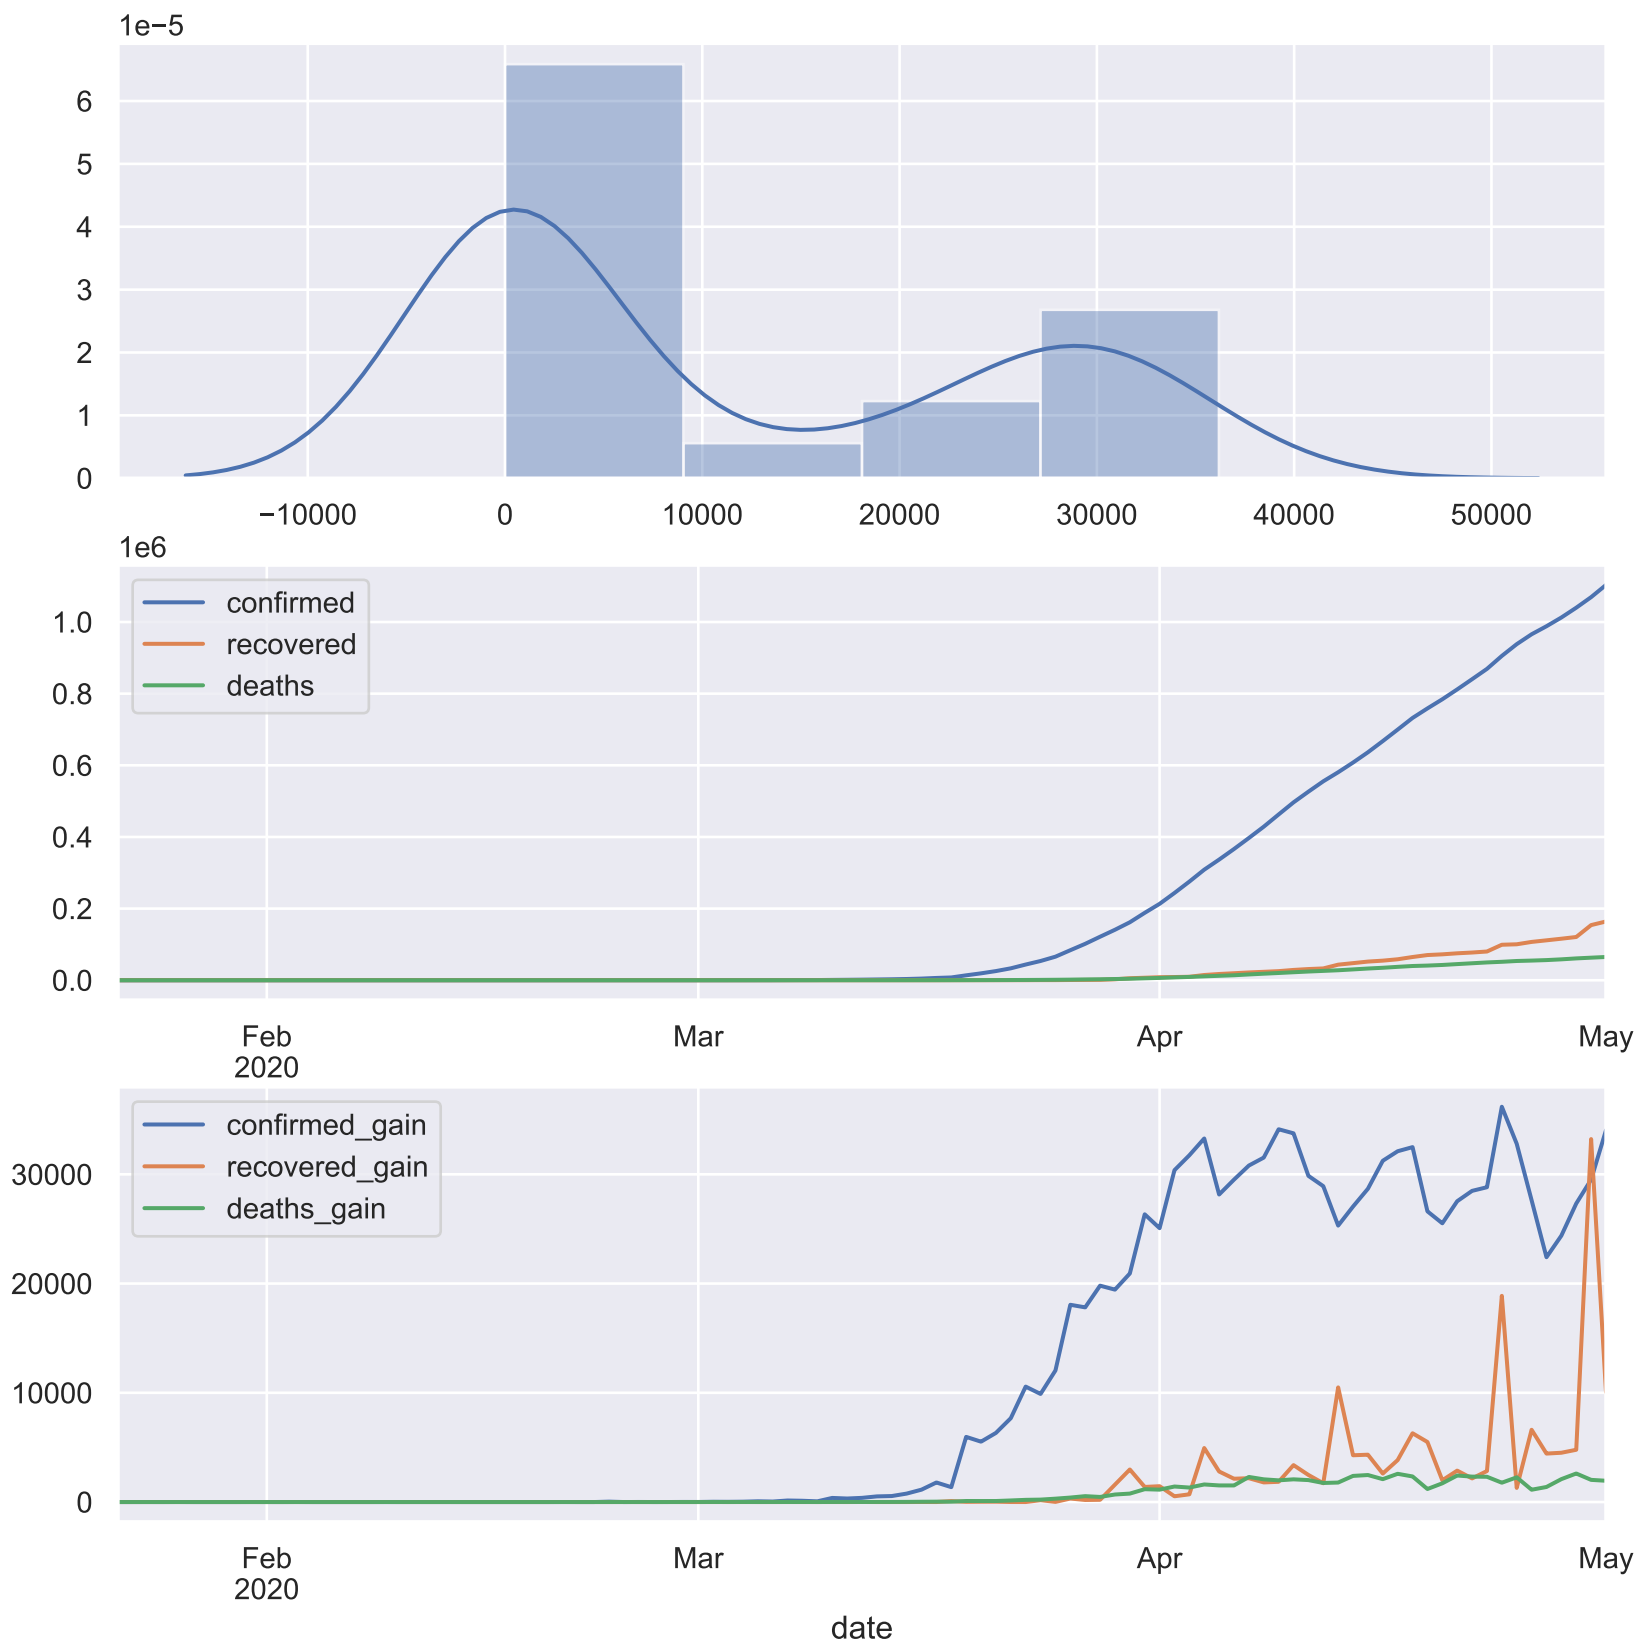 1e−5
6
5
4
3
2
1
0
−10000 0 10000 20000 30000 40000 50000
1e6
confirmed
recovered
deaths
1.0
0.8
0.6
0.4
0.2
0.0
Feb Mar Apr May
2020
confirmed_gain
recovered_gain
deaths_gain
30000
20000
10000
0
Feb Mar Apr May
2020
date